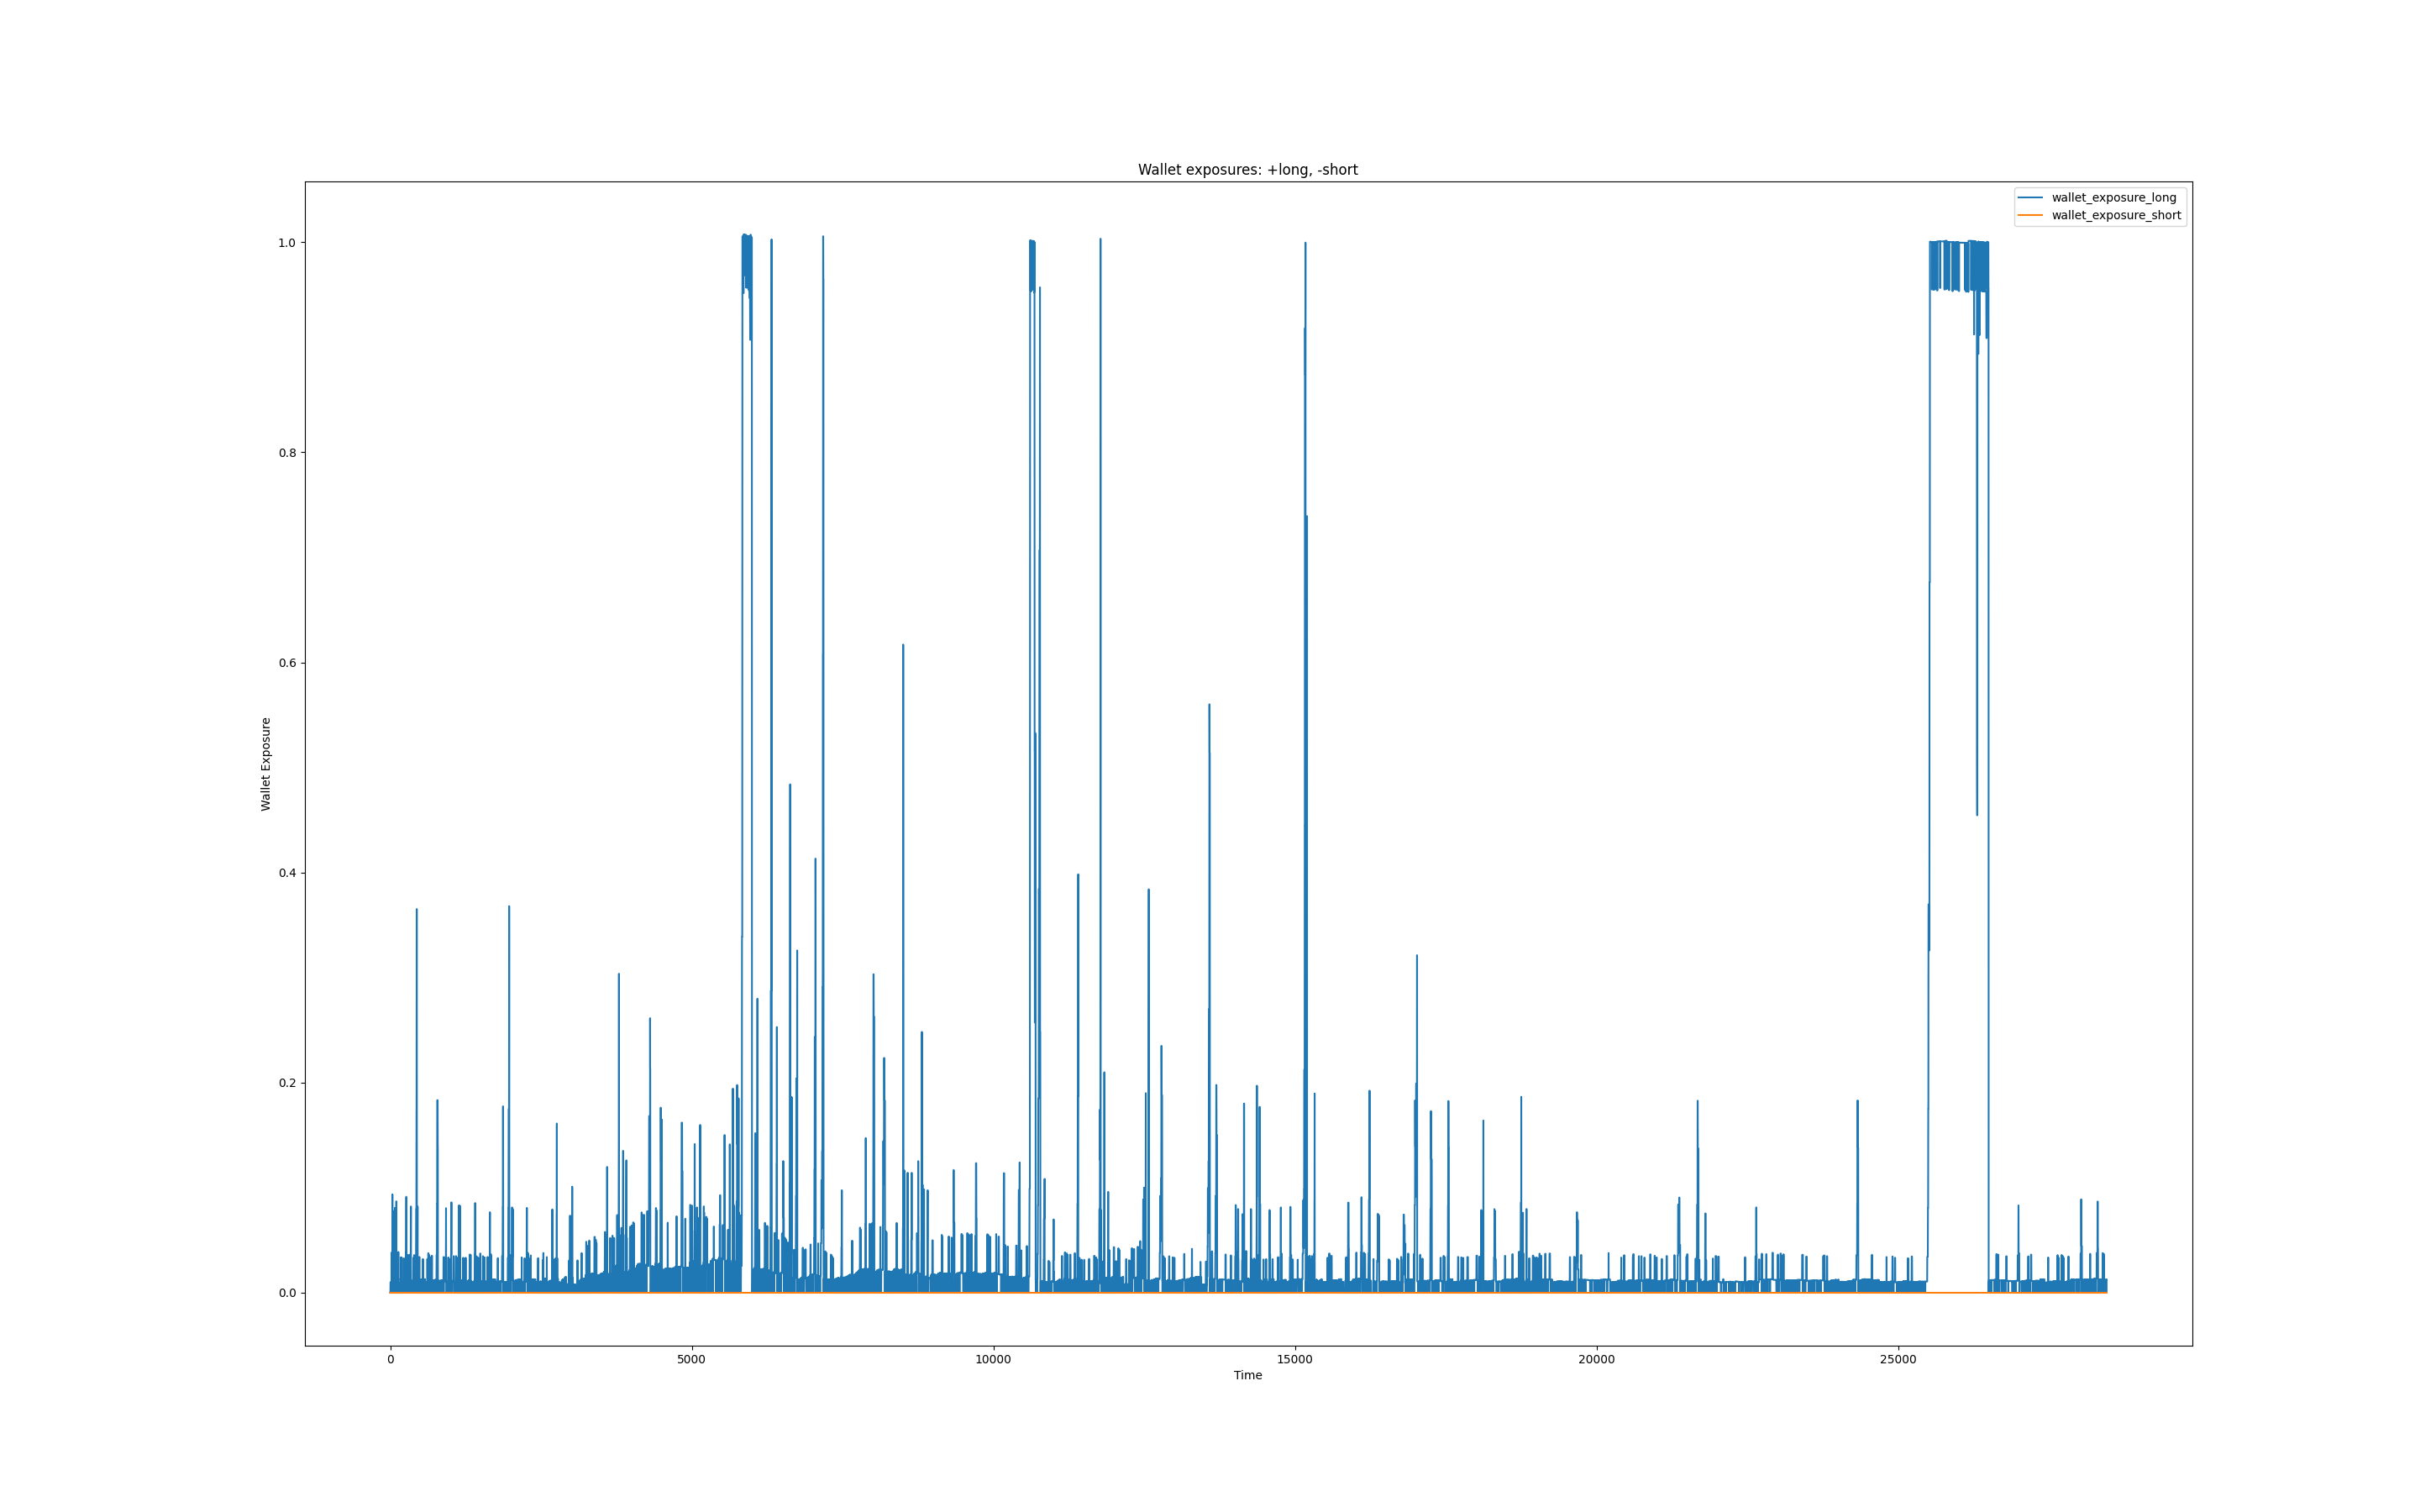 Wallet exposures: +long, -short
wallet_exposure_long
wallet_exposure_short
1.0
0.8
0.6
0.4
0.2
0.0
Wallet Exposure
0 5000 10000 15000 20000 25000
Time